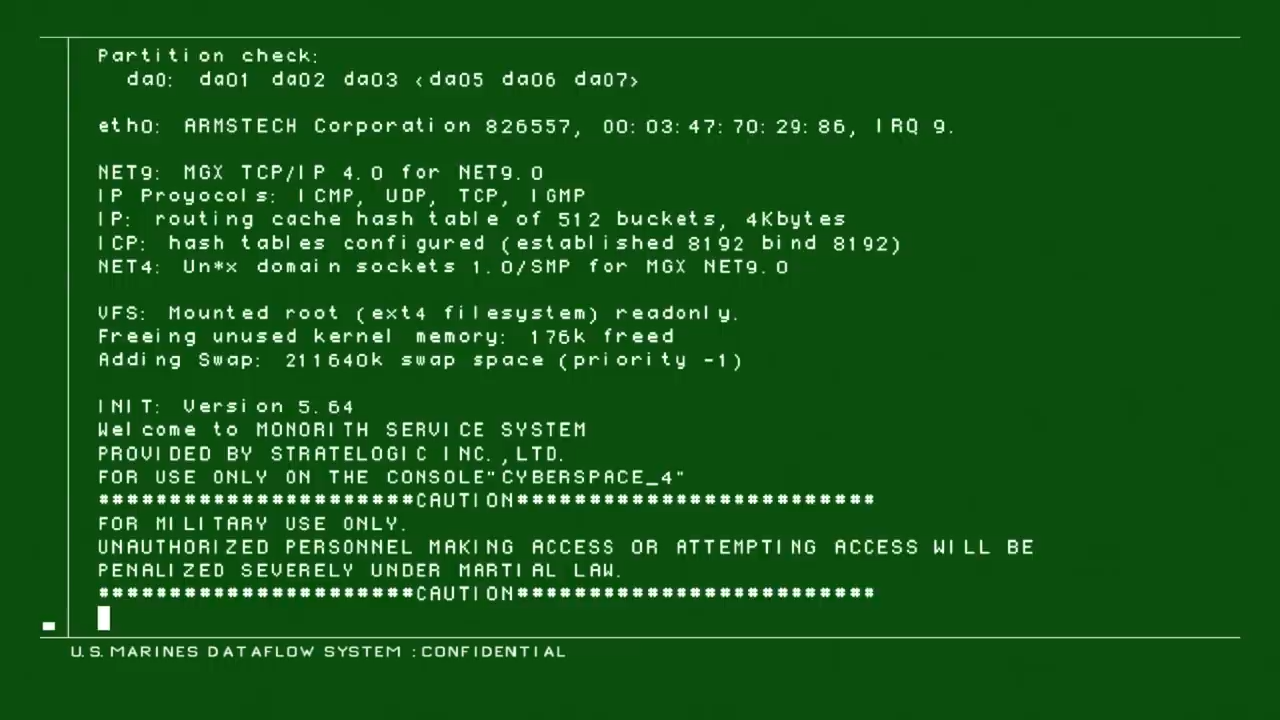 Partition check:
da0: da01 da02 da03 <da05 da06 da07>
eth0: ARMSTECH Corporation 826557, 00:03:47:70:29:86, IRQ 9.
NET9: MGX TCP/IP 4.0 for NET9.0
IP Proyocols: ICMP, UDP, TCP, IGMP
IP: routing cache hash table of 512 buckets, 4Kbytes
ICP: hash tables configured (established 8192 bind 8192)
NET4: Un*x domain sockets 1.0/SMP for MGX NET9.0
VFS: Mounted root (ext4 filesystem) readonly.
Freeing unused kernel memory: 176k freed
Adding Swap: 211640k swap space (priority -1)
INIT: Version 5.64
Welcome to MONORITH SERVICE SYSTEM
PROVIDED BY STRATELOGIC INC.,LTD.
FOR USE ONLY ON THE CONSOLE"CYBERSPACE_4"
######################CAUTION#########################
FOR MILITARY USE ONLY.
UNAUTHORIZED PERSONNEL MAKING ACCESS OR ATTEMPTING ACCESS WILL BE
PENALIZED SEVERELY UNDER MARTIAL LAW.
######################CAUTION#########################
U.S.MARINES DATAFLOW SYSTEM :CONFIDENTIAL